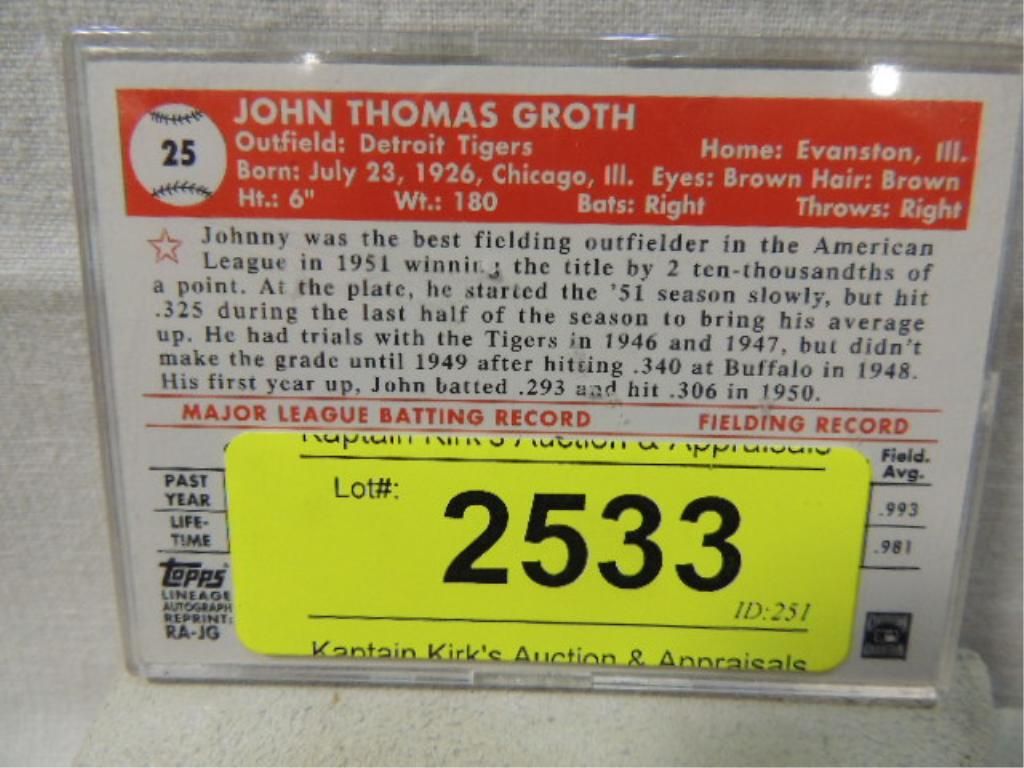 25
JOHN THOMAS GROTH
Outfield: Detroit Tigers Home: Evanston, Ill.
Born: July 23, 1926, Chicago, Ill. Eyes: Brown Hair: Brown
Ht.: 6" Wt.: 180 Bats: Right Throws: Right
Johnny was the best fielding outfielder in the American
League in 1951 winning the title by 2 ten-thousandths of
a point. At the plate, he started the '51 season slowly, but hit
.325 during the last half of the season to bring his average
up. He had trials with the Tigers in 1946 and 1947, but didn't
make the grade until 1949 after hitting .340 at Buffalo in 1948.
His first year up, John batted .293 and hit .306 in 1950.
MAJOR LEAGUE BATTING RECORD FIELDING RECORD
Kaptain Kirk's Auction & Appraisals
Field.
Avg.
PAST
YEAR
.993
LIFE-
TIME
.981
Lot#: 2533
ID:251
Kaptain Kirk's Auction & Appraisals
Topps
LINEAGE
AUTOGRAPH
REPRINT:
RA-JG